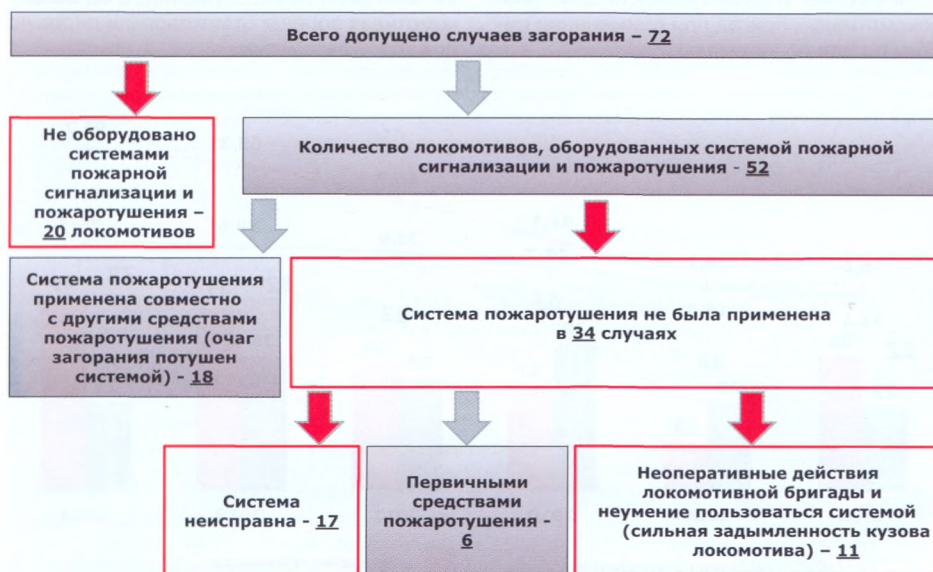 Всего допущено случаев загорания – 72
Не оборудовано
системами
пожарной
сигнализации и
пожаротушения –
20 локомотивов
Количество локомотивов, оборудованных системой пожарной
сигнализации и пожаротушения - 52
Система пожаротушения
применена совместно
с другими средствами
пожаротушения (очаг
загорания потушен
системой) - 18
Система пожаротушения не была применена
в 34 случаях
Система
неисправна - 17
Первичными
средствами
пожаротушения -
6
Неоперативные действия
локомотивной бригады и
неумение пользоваться системой
(сильная задымленность кузова
локомотива) – 11